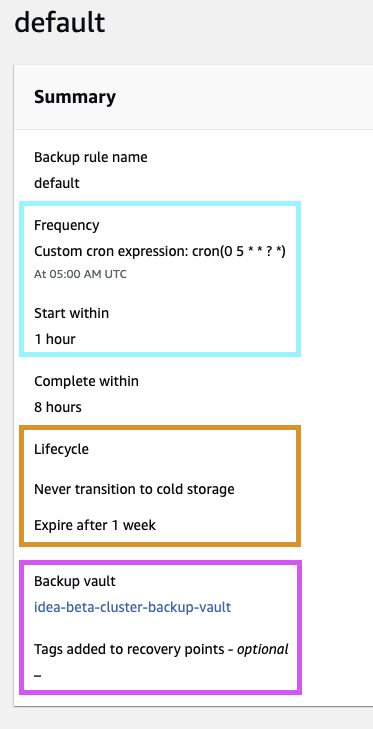 default
Summary
Backup rule name
default
Frequency
Custom cron expression: cron(0 5 * * ? *)
At 05:00 AM UTC
Start within
1 hour
Complete within
8 hours
Lifecycle
Never transition to cold storage
Expire after 1 week
Backup vault
idea-beta-cluster-backup-vault
Tags added to recovery points - optional
–